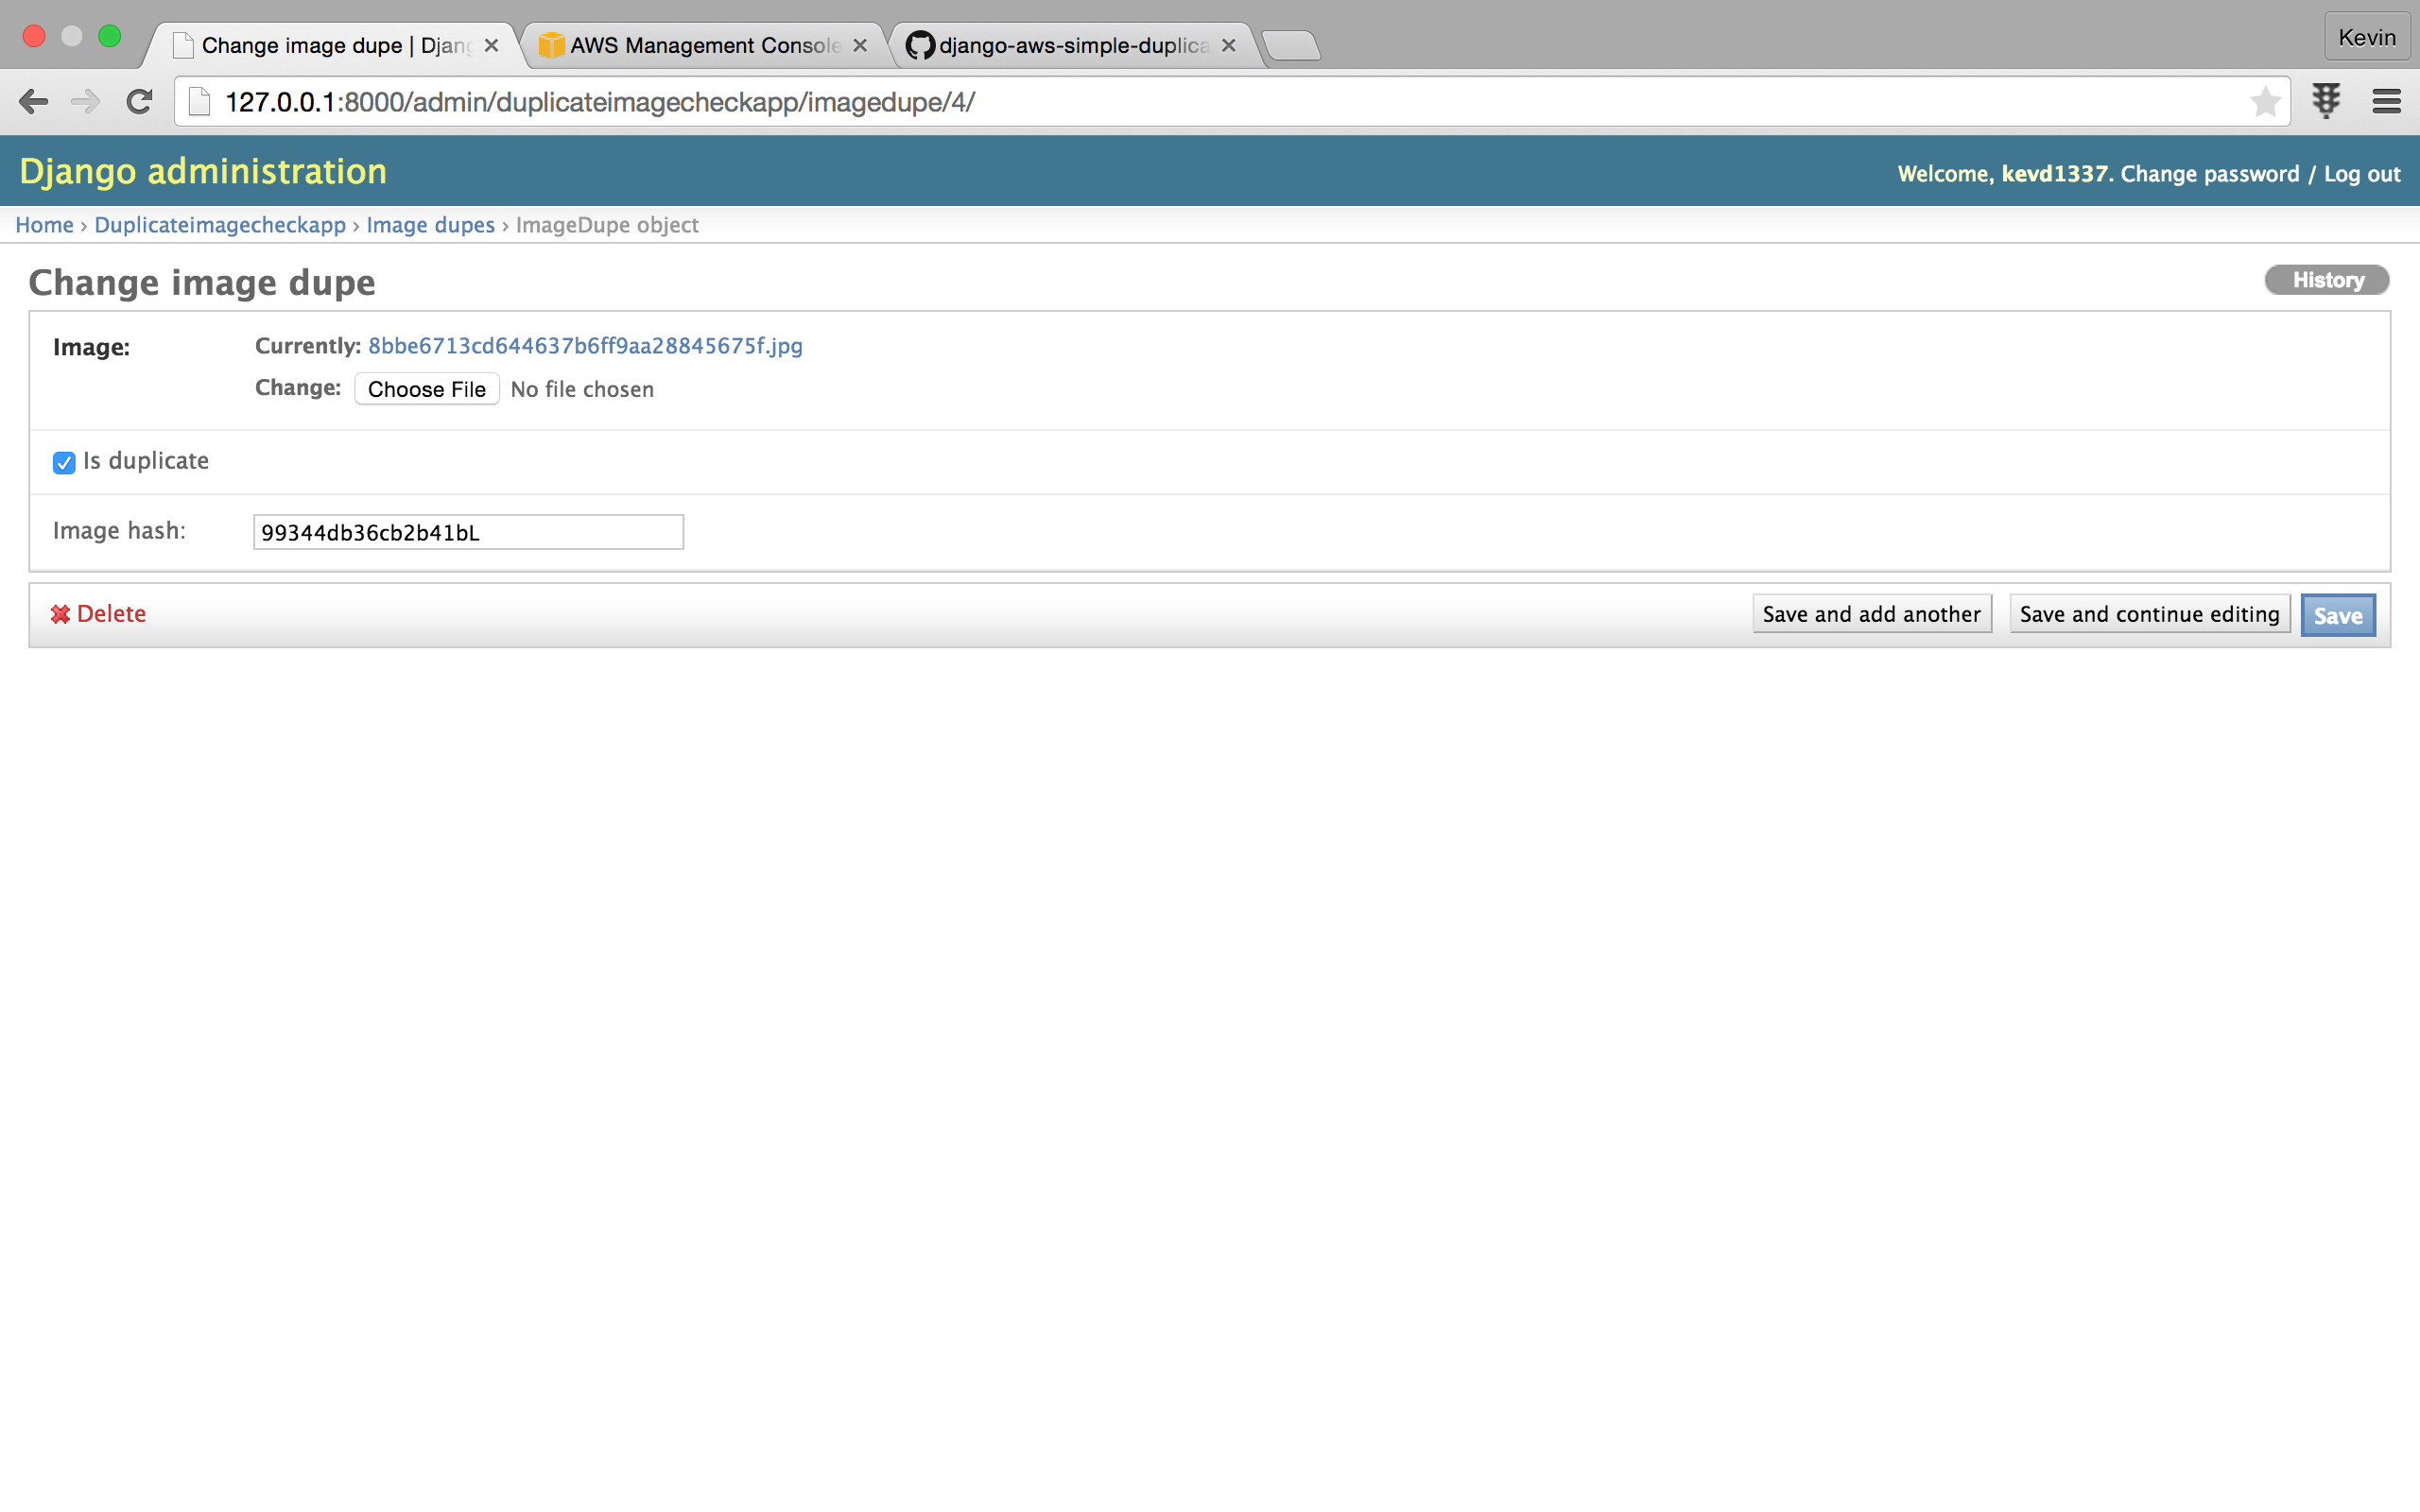 Change image dupe | Djang
AWS Management Console
django-aws-simple-duplica
Kevin
127.0.0.1:8000/admin/duplicateimagecheckapp/imagedupe/4/
Django administration
Welcome, kevd1337. Change password / Log out
Home › Duplicateimagecheckapp › Image dupes › ImageDupe object
Change image dupe
History
Image:
Currently: 8bbe6713cd644637b6ff9aa28845675f.jpg
Change: Choose File No file chosen
Is duplicate
Image hash: 99344db36cb2b41bL
Delete
Save and add another
Save and continue editing
Save